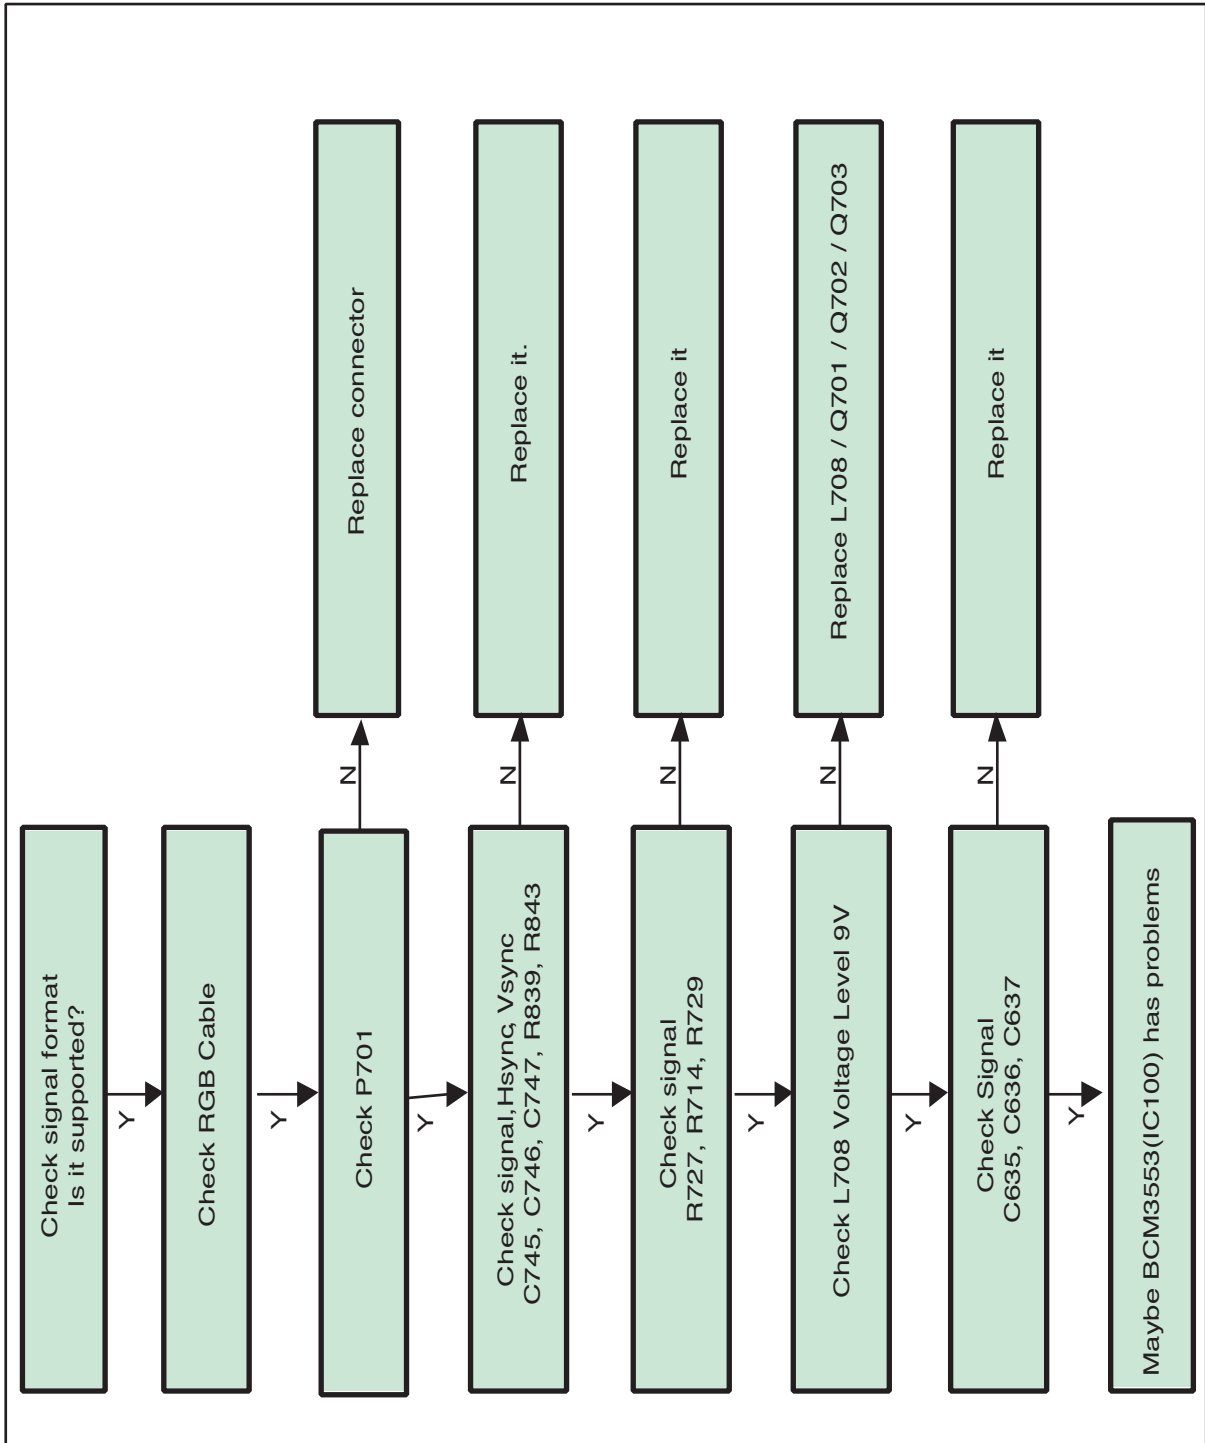 Check signal format
Is it supported?
Y
Check RGB Cable
Y
Check P701
N
Replace connector
Y
Check signal,Hsync, Vsync
C745, C746, C747, R839, R843
N
Replace it.
Y
Check signal
R727, R714, R729
N
Replace it
Y
Check L708 Voltage Level 9V
N
Replace L708 / Q701 / Q702 / Q703
Y
Check Signal
C635, C636, C637
N
Replace it
Y
Maybe BCM3553(IC100) has problems